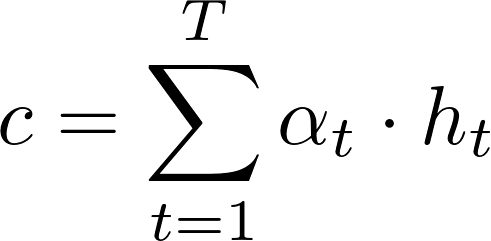 c = \sum_{t=1}^{T} \alpha_t \cdot h_t